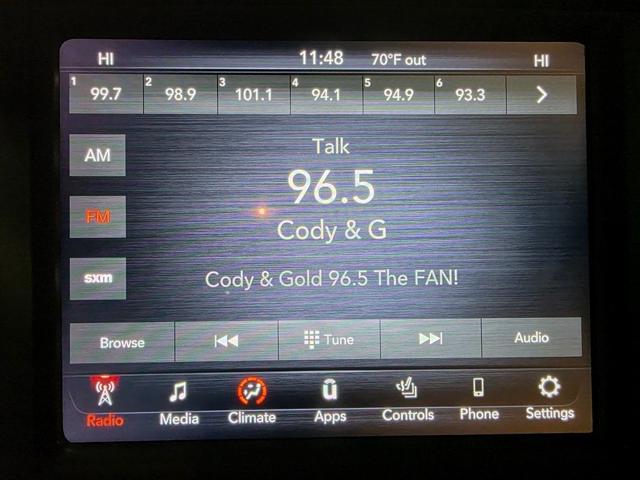 HI 11:48 70°F out HI
1 99.7 2 98.9 3 101.1 4 94.1 5 94.9 6 93.3
AM
Talk
96.5
FM
Cody & G
sxm
Cody & Gold 96.5 The FAN!
Browse Tune Audio
Radio Media Climate Apps Controls Phone Settings